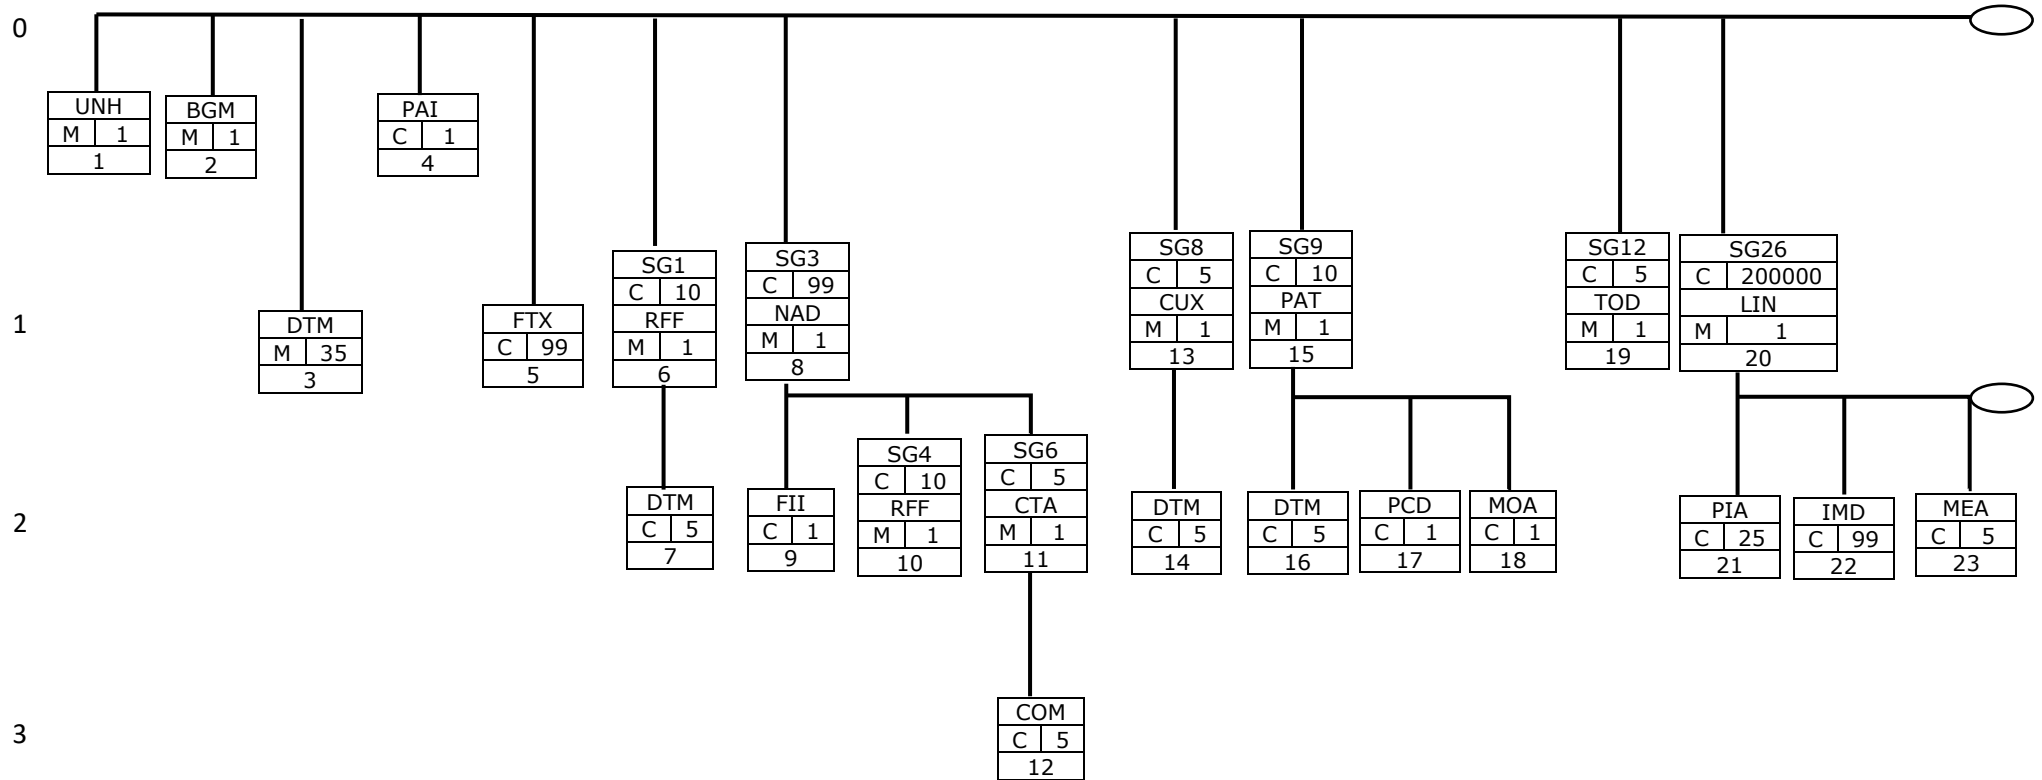 0
UNH
M 1
1
BGM
M 1
2
PAI
C 1
4
1
DTM
M 35
3
FTX
C 99
5
SG1
C 10
RFF
M 1
6
SG3
C 99
NAD
M 1
8
SG8
C 5
CUX
M 1
13
SG9
C 10
PAT
M 1
15
SG12
C 5
TOD
M 1
19
SG26
C 200000
LIN
M 1
20
2
DTM
C 5
7
FII
C 1
9
SG4
C 10
RFF
M 1
10
SG6
C 5
CTA
M 1
11
DTM
C 5
14
DTM
C 5
16
PCD
C 1
17
MOA
C 1
18
PIA
C 25
21
IMD
C 99
22
MEA
C 5
23
3
COM
C 5
12